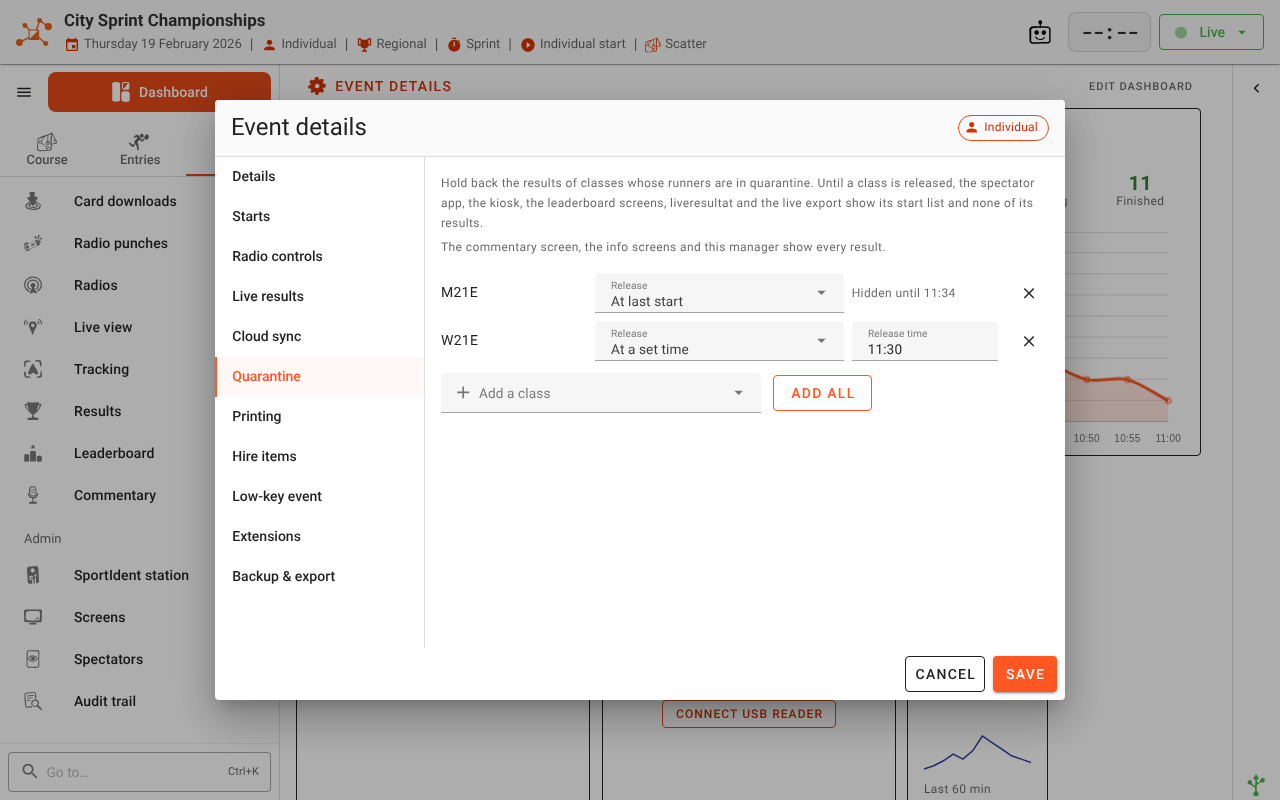 City Sprint Championships
Thursday 19 February 2026 | Individual | Regional | Sprint | Individual start | Scatter
--:--
Live
Dashboard
EVENT DETAILS
EDIT DASHBOARD
Course
Entries
Card downloads
Radio punches
Radios
Live view
Tracking
Results
Leaderboard
Commentary
Admin
SportIdent station
Screens
Spectators
Audit trail
Go to...
Ctrl+K
Event details
Individual
Details
Starts
Radio controls
Live results
Cloud sync
Quarantine
Printing
Hire items
Low-key event
Extensions
Backup & export
Hold back the results of classes whose runners are in quarantine. Until a class is released, the spectator
app, the kiosk, the leaderboard screens, liveresultat and the live export show its start list and none of its
results.
The commentary screen, the info screens and this manager show every result.
M21E
Release
At last start
Hidden until 11:34
W21E
Release
At a set time
Release time
11:30
Add a class
ADD ALL
CANCEL
SAVE
11
Finished
10:50
10:55
11:00
CONNECT USB READER
Last 60 min